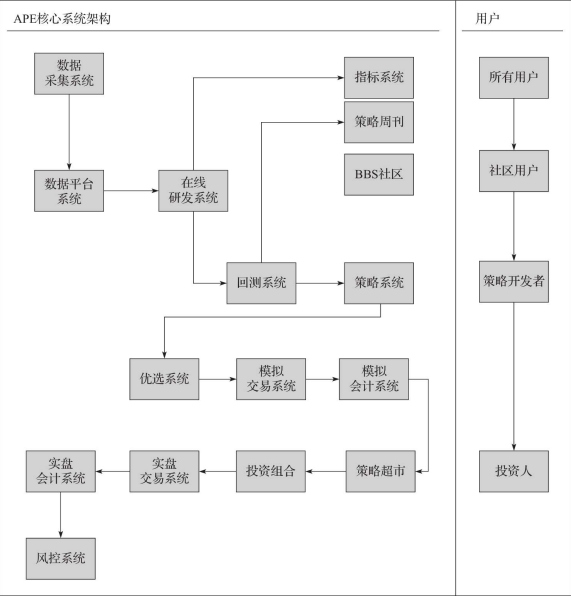 APE核心系统架构
用户
数据
采集系统
指标系统
所有用户
策略周刊
数据平台
系统
在线
研发系统
BBS社区
社区用户
回测系统
策略系统
策略开发者
优选系统
模拟
交易系统
模拟
会计系统
实盘
会计系统
实盘
交易系统
投资组合
策略超市
投资人
风控系统